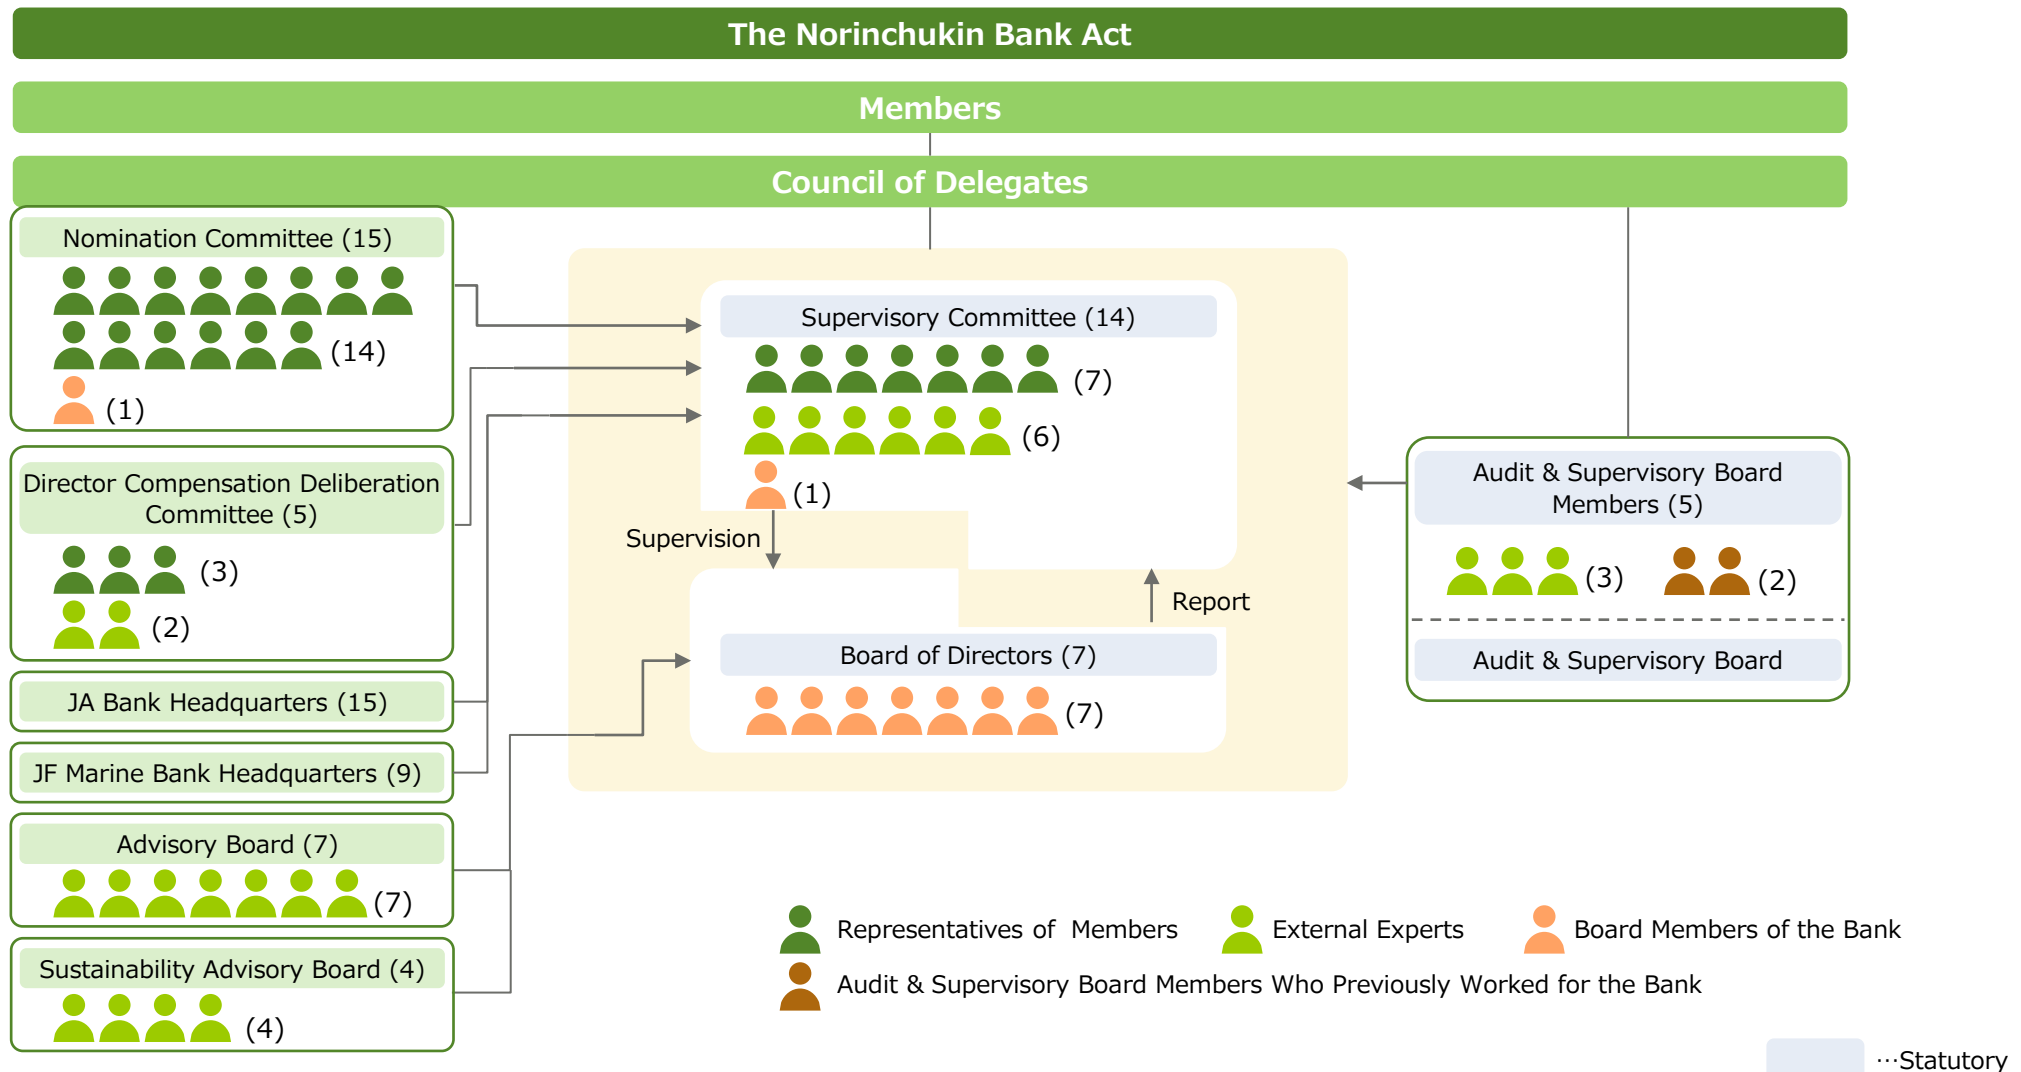 The Norinchukin Bank Act
Members
Council of Delegates
Nomination Committee (15)
(14)
(1)
Director Compensation Deliberation
Committee (5)
(3)
(2)
JA Bank Headquarters (15)
JF Marine Bank Headquarters (9)
Advisory Board (7)
(7)
Sustainability Advisory Board (4)
(4)
Supervisory Committee (14)
(7)
(6)
(1)
Supervision
Report
Board of Directors (7)
(7)
Audit & Supervisory Board
Members (5)
(3)
(2)
Audit & Supervisory Board
Representatives of Members
External Experts
Board Members of the Bank
Audit & Supervisory Board Members Who Previously Worked for the Bank
…Statutory